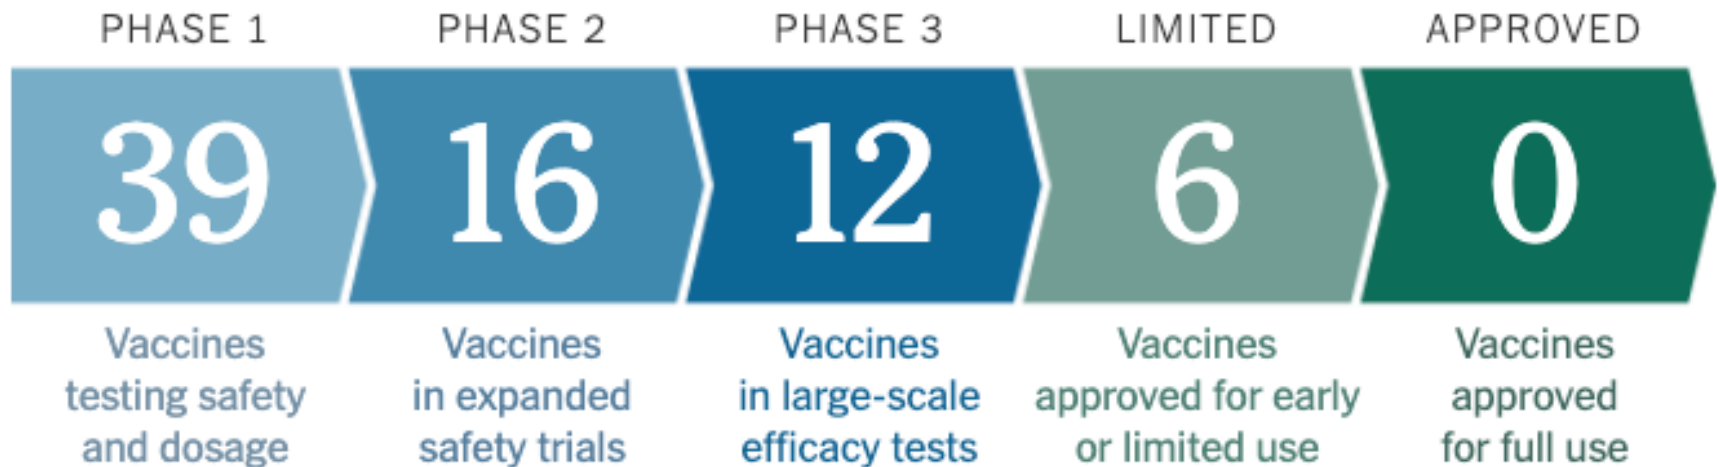 PHASE 1
PHASE 2
PHASE 3
LIMITED
APPROVED
39
16
12
6
0
Vaccines
testing safety
and dosage
Vaccines
in expanded
safety trials
Vaccines
in large-scale
efficacy tests
Vaccines
approved for early
or limited use
Vaccines
approved
for full use